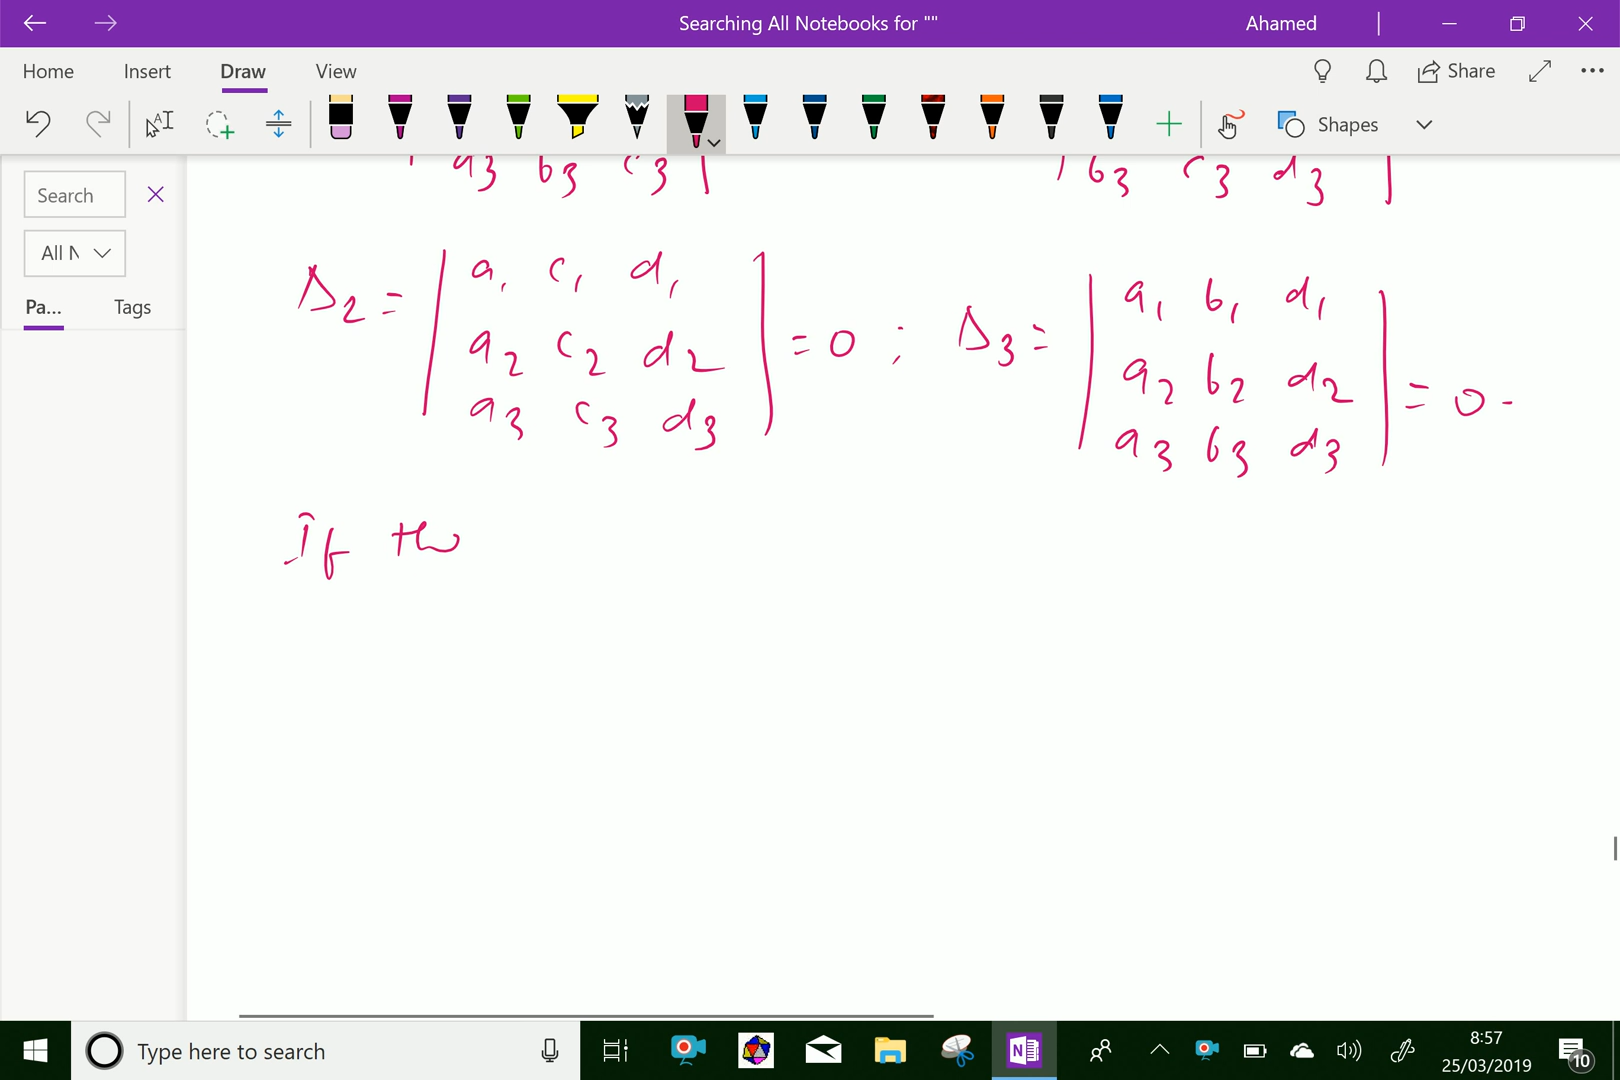 Searching All Notebooks for ""
Ahamed
Home Insert Draw View
Share
Shapes
Search
All N
Pa... Tags
a3 b3 c3 | | b3 c3 d3 |
Δ2 = | a1 c1 d1 | = 0 ; Δ3 = | a1 b1 d1 | = 0.
a2 c2 d2 a2 b2 d2
a3 c3 d3 a3 b3 d3
If the
Type here to search
N
8:57
25/03/2019
10